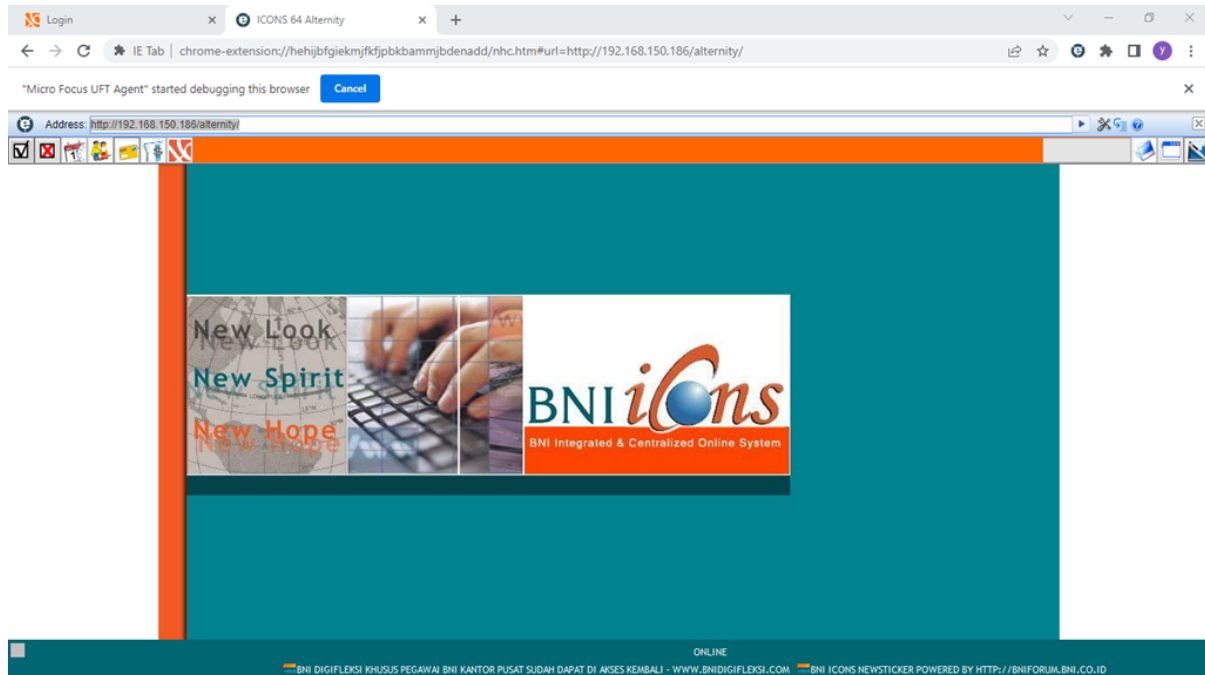 Login
ICONS 64 Alternity
IE Tab | chrome-extension://hehijbfgiekmjfkfjpbkbammjbdenadd/nhc.htm#url=http://192.168.150.186/alternity/
y
"Micro Focus UFT Agent" started debugging this browser Cancel
Address: http://192.168.150.186/alternity/
New Look
New Spirit
New Hope
BNI icons
BNI Integrated & Centralized Online System
ONLINE
BNI DIGIFLEKSI KHUSUS PEGAWAI BNI KANTOR PUSAT SUDAH DAPAT DI AKSES KEMBALI - WWW.BNIDIGIFLEKSI.COM BNI ICONS NEWSTICKER POWERED BY HTTP://BNIFORUM.BNI.CO.ID